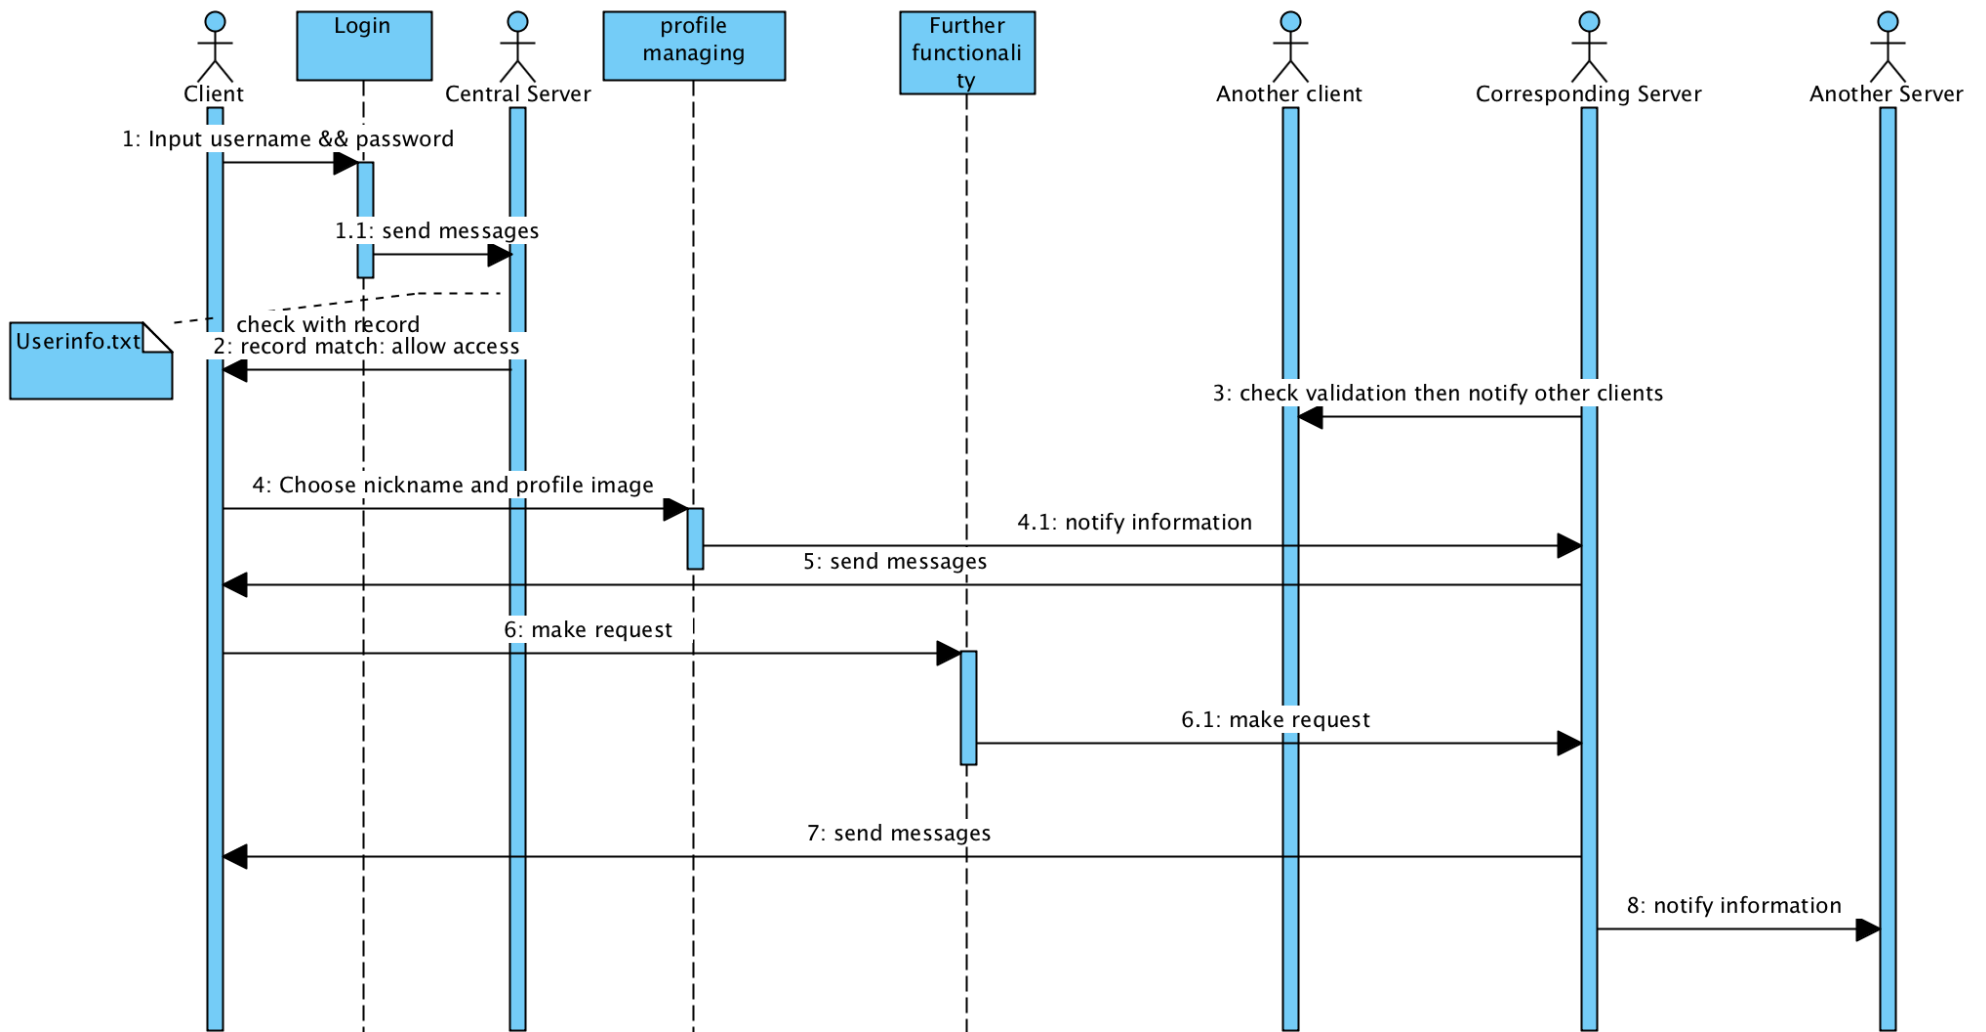 Login
profile
managing
Further
functionali
ty
Client
Central Server
Another client
Corresponding Server
Another Server
1: Input username && password
1.1: send messages
check with record
Userinfo.txt
2: record match: allow access
3: check validation then notify other clients
4: Choose nickname and profile image
4.1: notify information
5: send messages
6: make request
6.1: make request
7: send messages
8: notify information